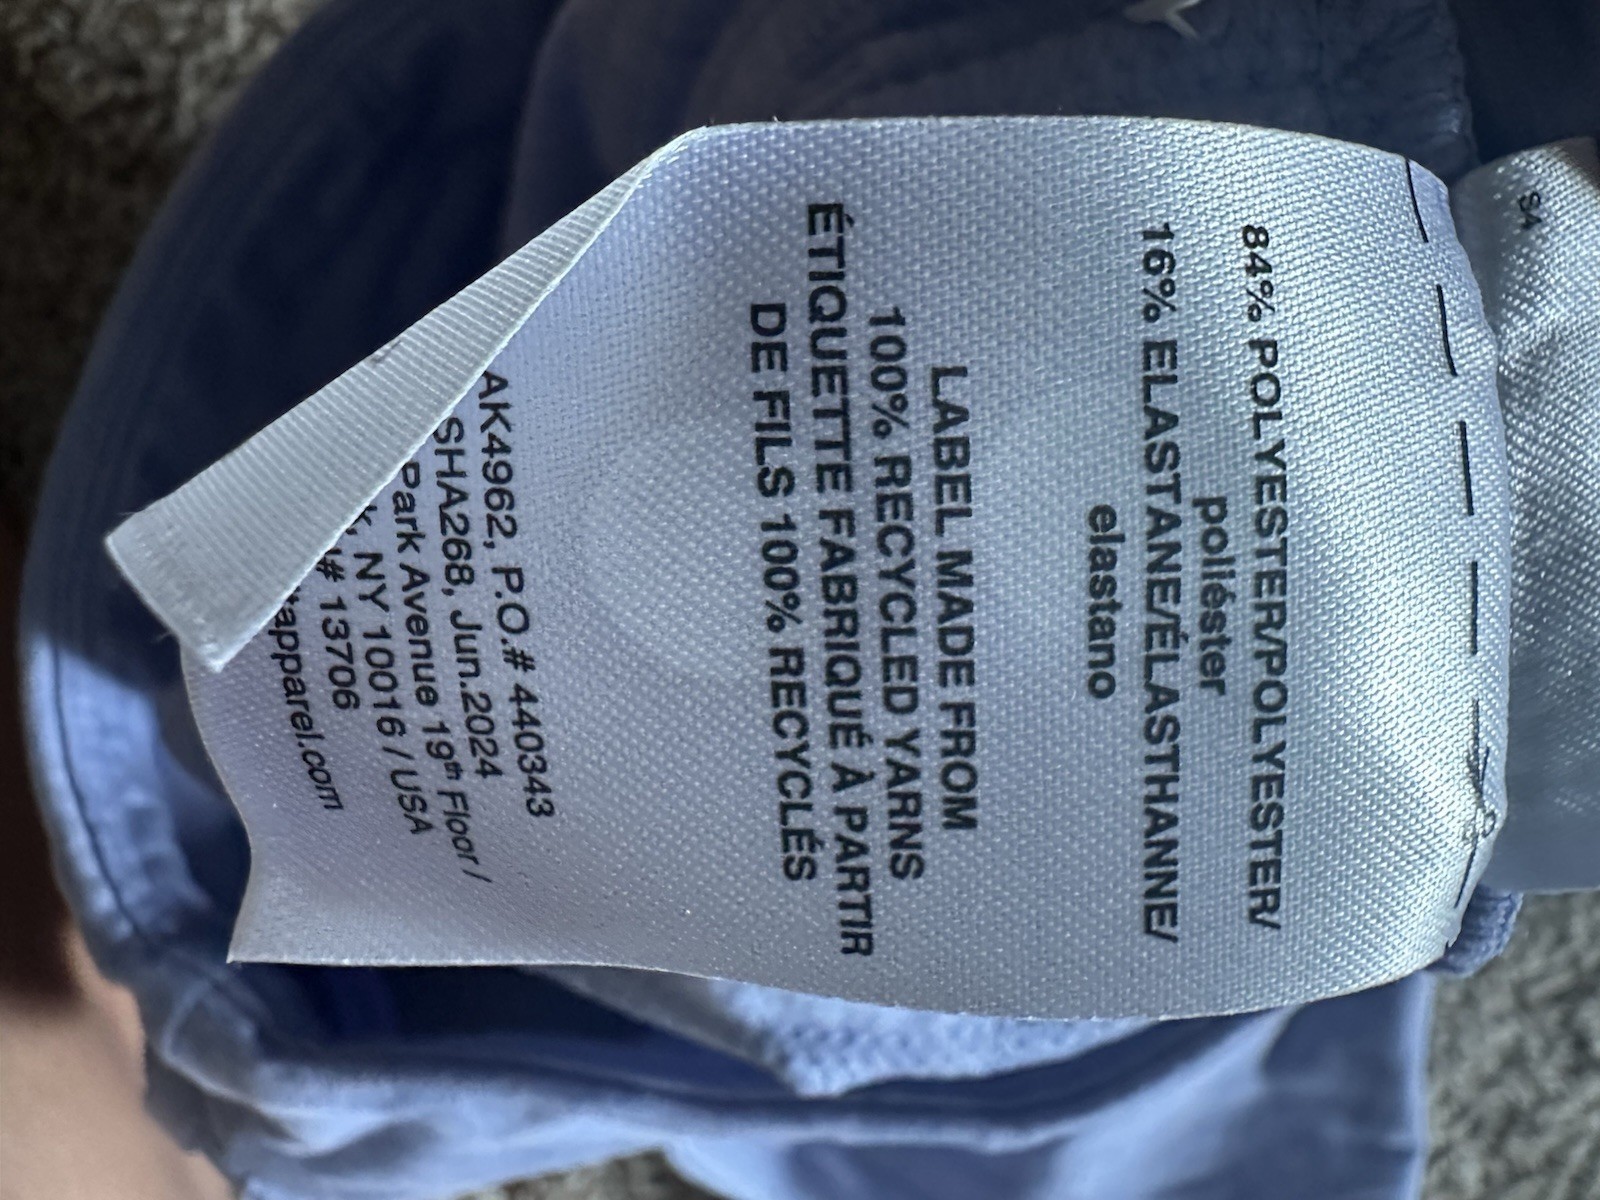 84% POLYESTER/POLYESTER/
poliéster
16% ELASTANE/ÉLASTHANNE/
elastano
LABEL MADE FROM
100% RECYCLED YARNS
ÉTIQUETTE FABRIQUÉ À PARTIR
DE FILS 100% RECYCLÉS
AK4962, P.O.# 440343
SHA268, Jun.2024
Park Avenue 19th Floor /
NY 10016 / USA
# 13706
apparel.com
S4